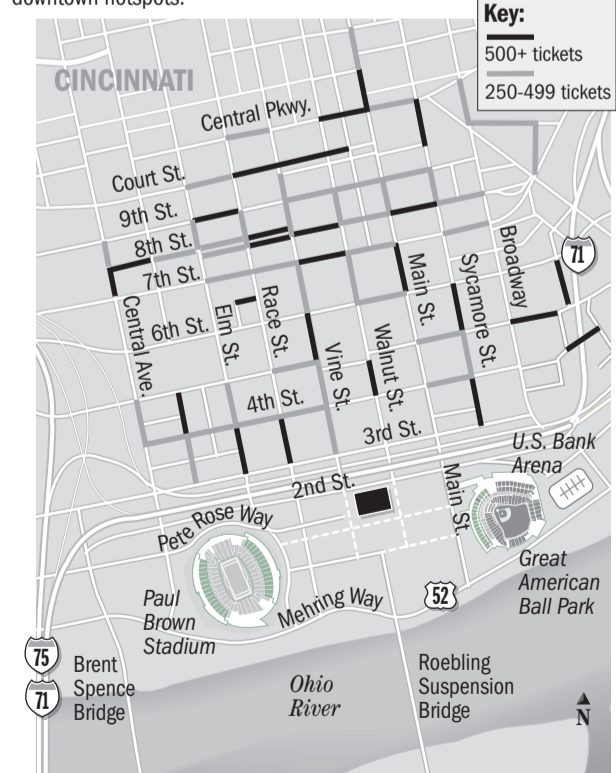 downtown hotspots.
Key:
500+ tickets
250-499 tickets
CINCINNATI
Central Pkwy.
Court St.
9th St.
8th St.
7th St.
6th St.
Central Ave.
Elm St.
Race St.
Vine St.
Walnut St.
Main St.
Sycamore St.
Broadway
71
4th St.
3rd St.
2nd St.
Main St.
U.S. Bank
Arena
Pete Rose Way
Paul
Brown
Stadium
Mehring Way
52
Great
American
Ball Park
75
71
Brent
Spence
Bridge
Ohio
River
Roebling
Suspension
Bridge
N